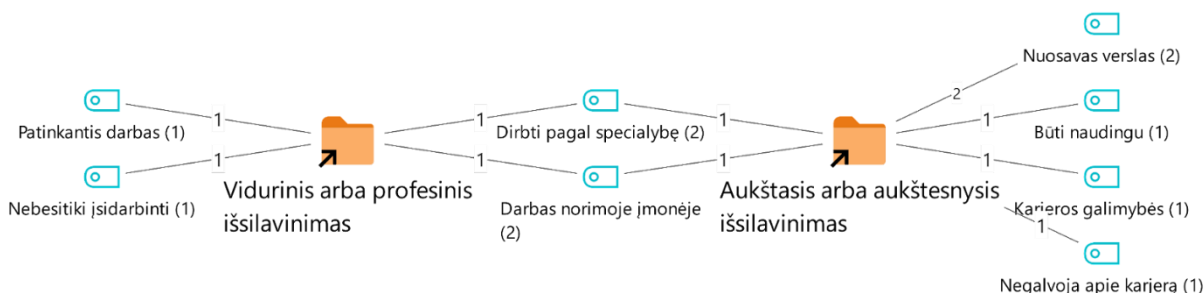 Nuosavas verslas (2)
2
1
1
1
1
Patinkantis darbas (1)
Dirbti pagal specialybę (2)
Būti naudingu (1)
1
1
1
1
Vidurinis arba profesinis
išsilavinimas
Aukštasis arba aukštesnysis
išsilavinimas
Nebesitiki įsidarbinti (1)
Darbas norimoje įmonėje
(2)
Karjeros galimybės (1)
1
Negalvoja apie karjerą (1)